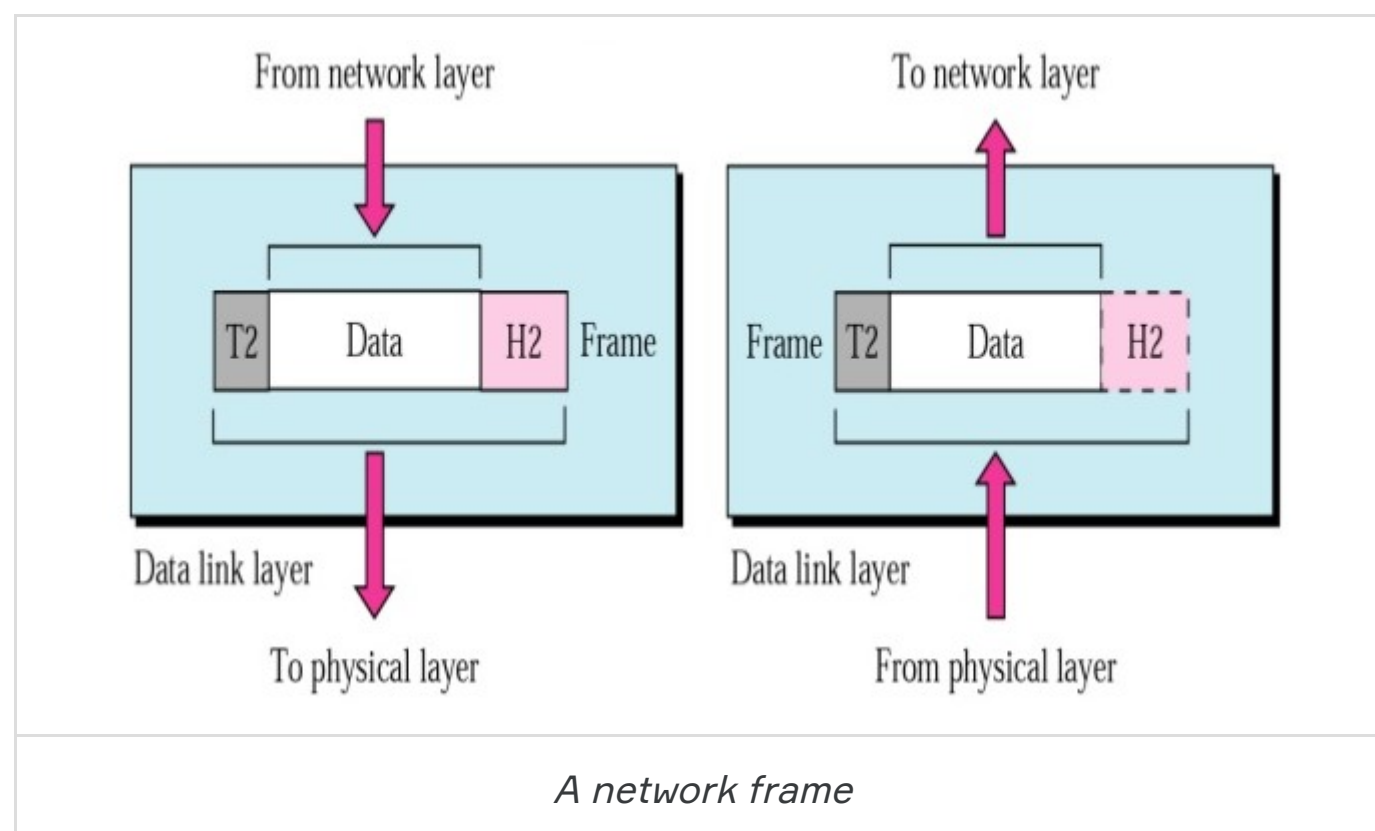 From network layer
To network layer
T2 Data H2 Frame
Frame T2 Data H2
Data link layer
Data link layer
To physical layer
From physical layer
A network frame